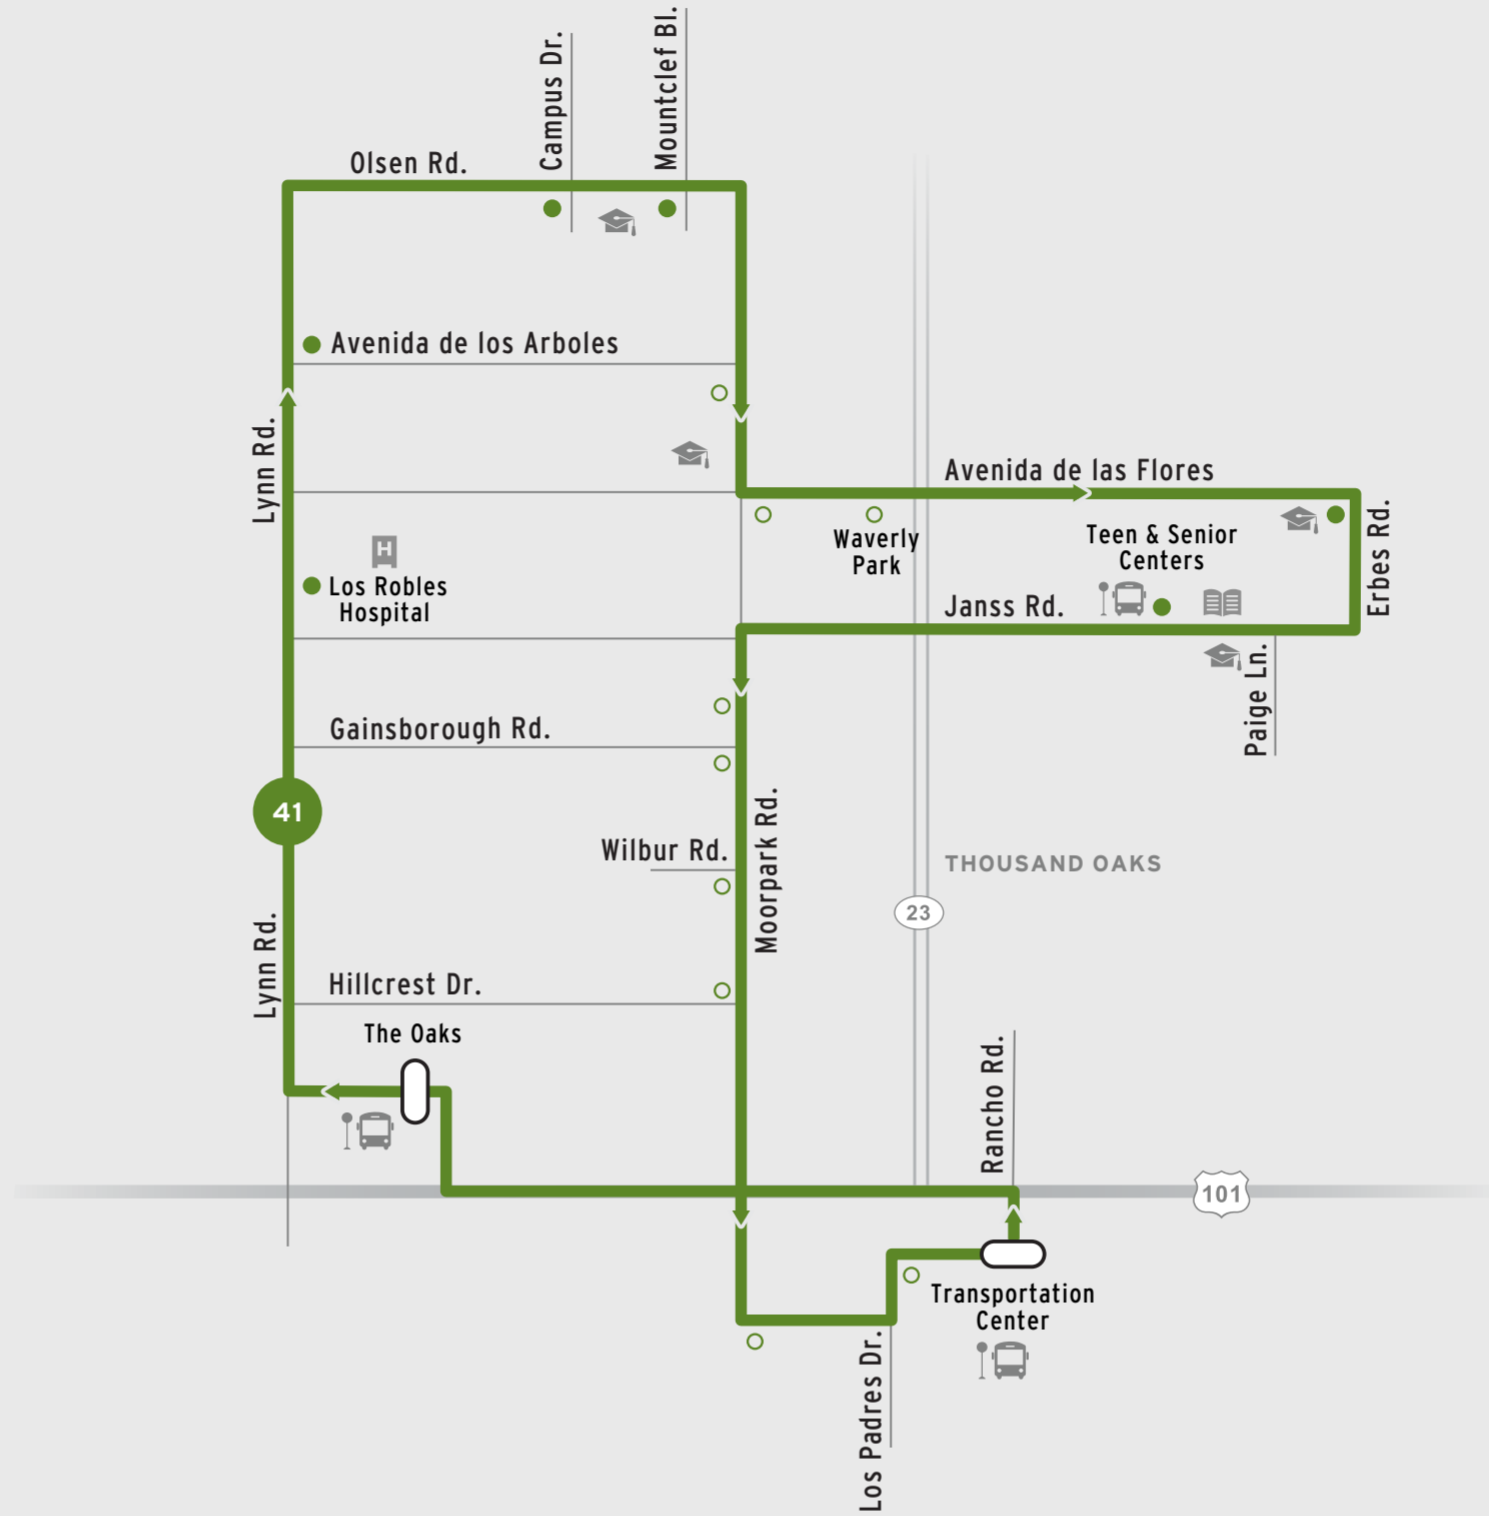 Campus Dr.
Mountclef Bl.
Olsen Rd.
Avenida de los Arboles
Lynn Rd.
Avenida de las Flores
Waverly
Park
Teen & Senior
Centers
Erbes Rd.
H
Los Robles
Hospital
Janss Rd.
Paige Ln.
Gainsborough Rd.
41
Wilbur Rd.
Moorpark Rd.
THOUSAND OAKS
23
Lynn Rd.
Hillcrest Dr.
The Oaks
Rancho Rd.
101
Transportation
Center
Los Padres Dr.